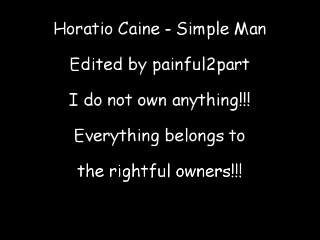 Horatio Caine - Simple Man
Edited by painful2part
I do not own anything!!!
Everything belongs to
the rightful owners!!!